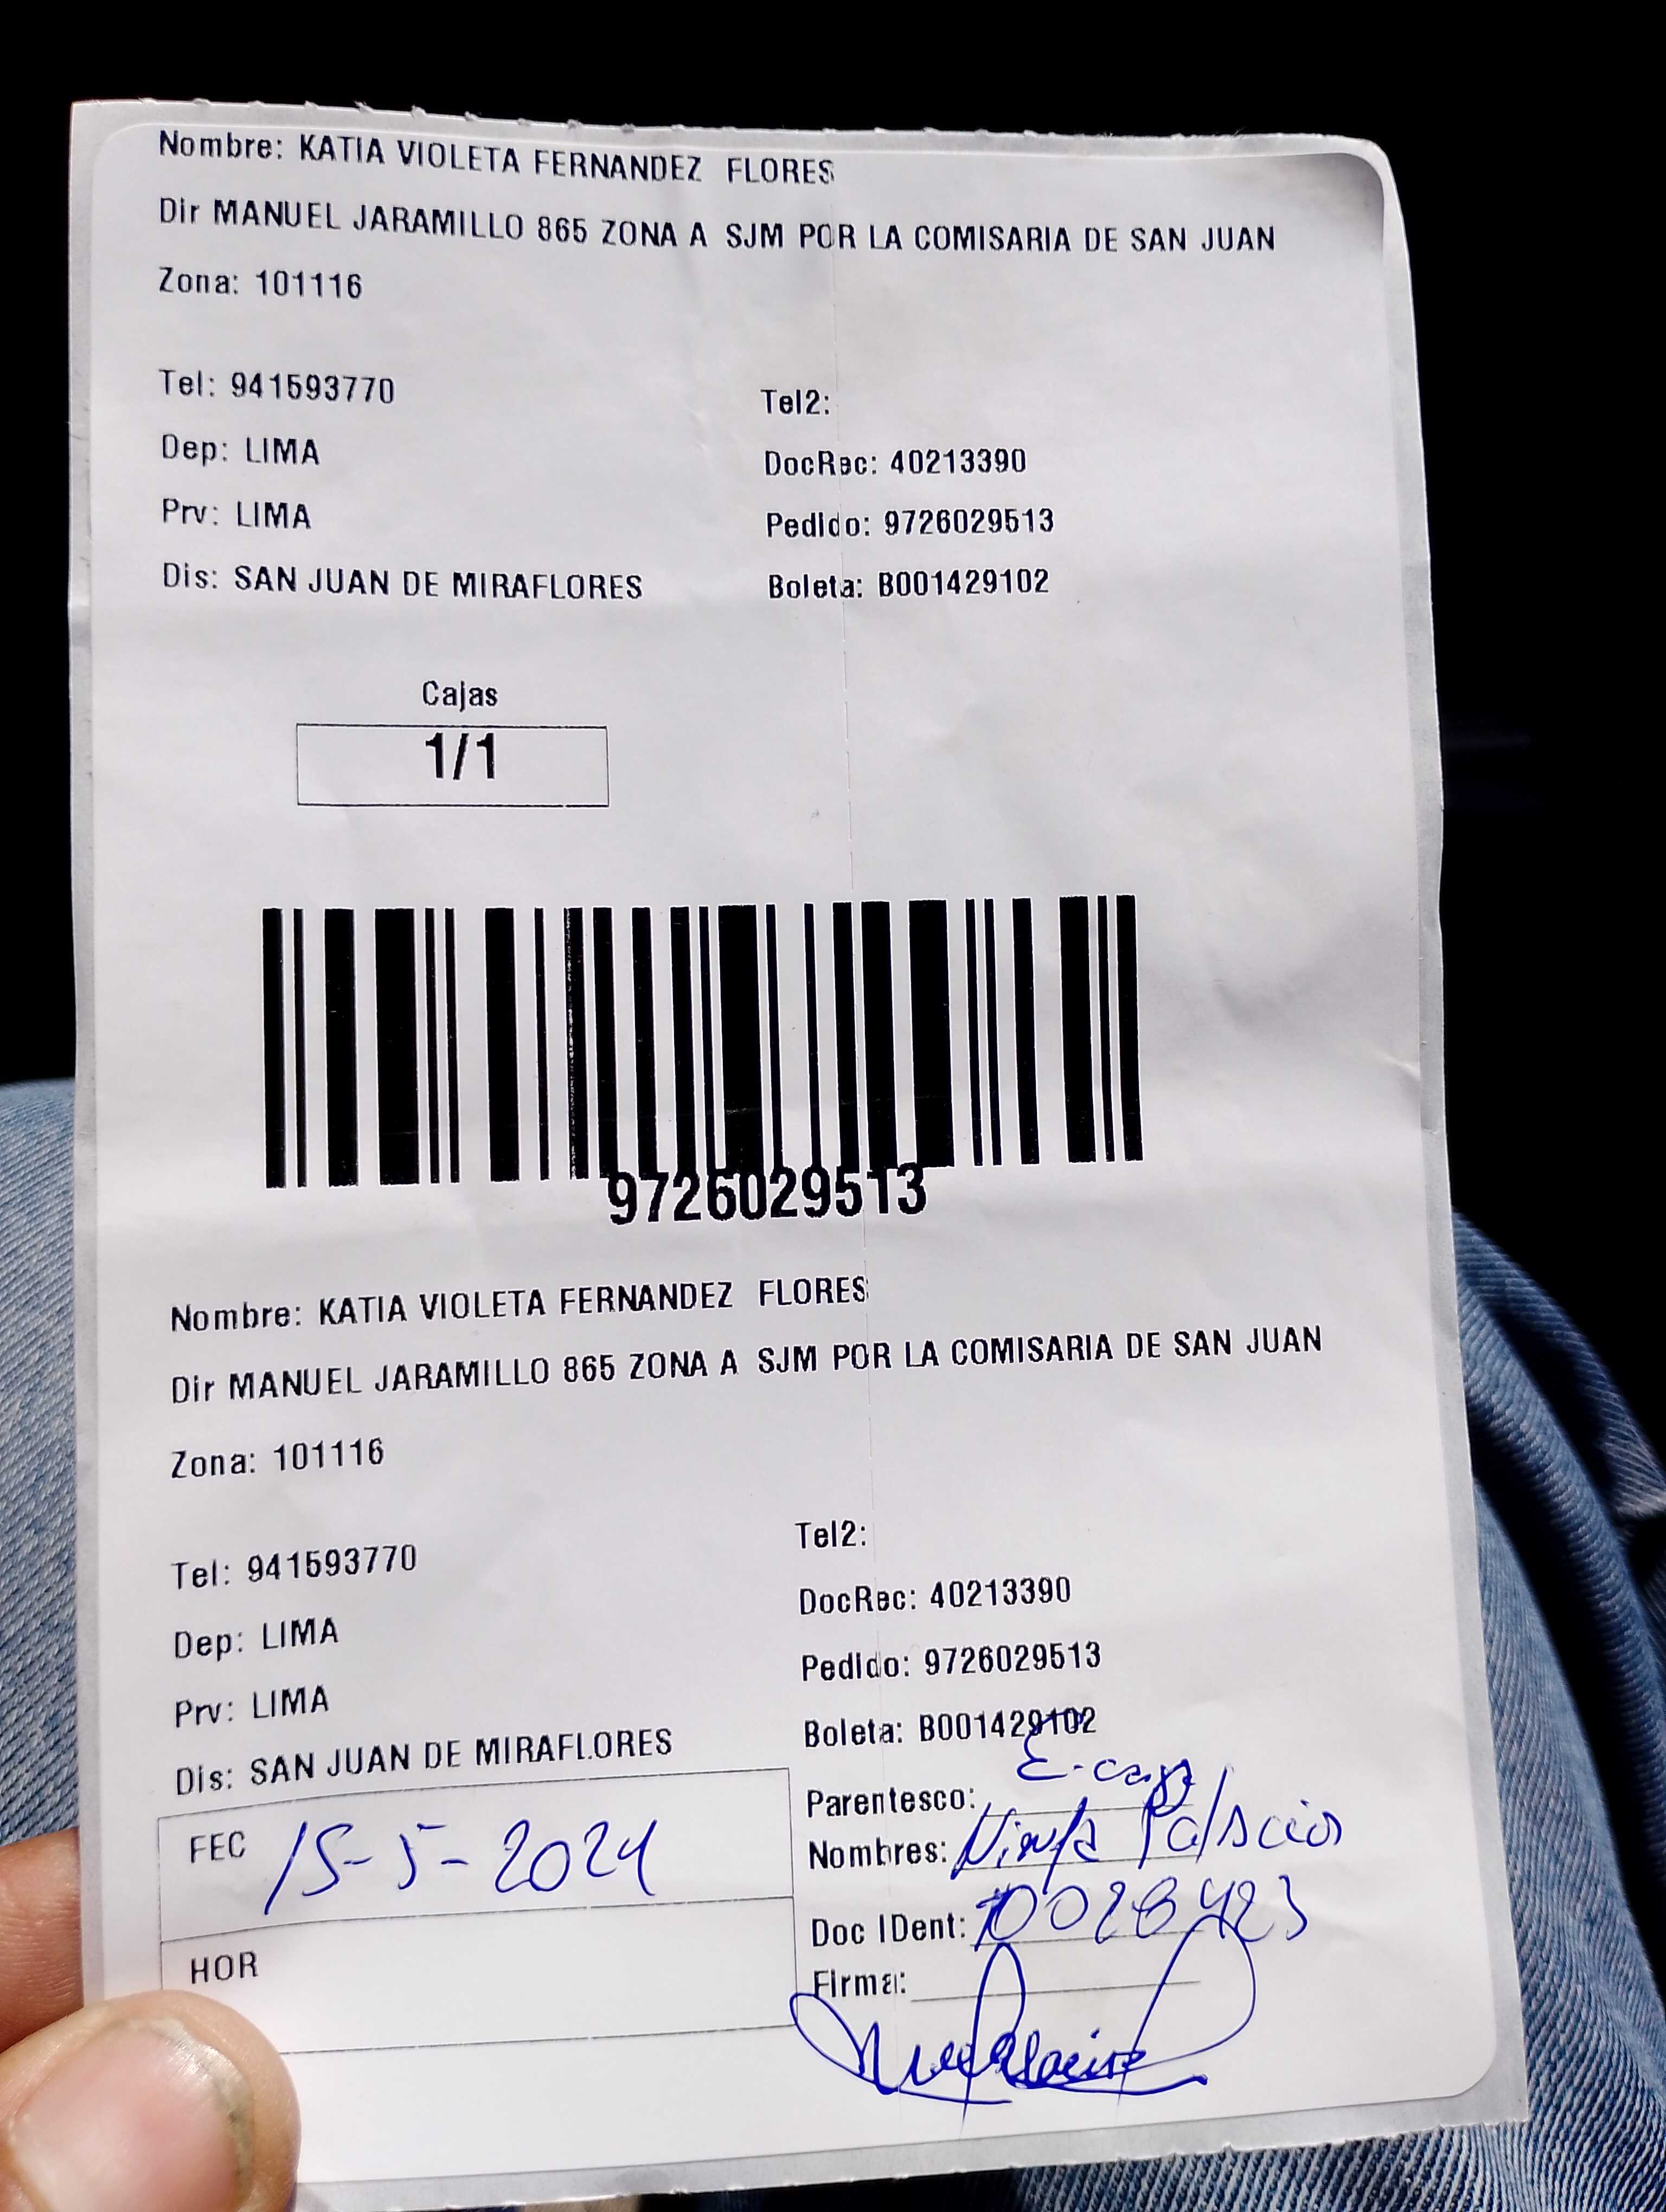 Nombre: KATIA VIOLETA FERNANDEZ FLORES
Dir MANUEL JARAMILLO 865 ZONA A SJM POR LA COMISARIA DE SAN JUAN
Zona: 101116
Tel: 941593770
Tel2:
Dep: LIMA
DocRec: 40213390
Prv: LIMA
Pedido: 9726029513
Dis: SAN JUAN DE MIRAFLORES
Boleta: B001429102
Cajas
1/1
9726029513
Nombre: KATIA VIOLETA FERNANDEZ FLORES
Dir MANUEL JARAMILLO 865 ZONA A SJM POR LA COMISARIA DE SAN JUAN
Zona: 101116
Tel: 941593770
Tel2:
Dep: LIMA
DocRec: 40213390
Prv: LIMA
Pedido: 9726029513
Dis: SAN JUAN DE MIRAFLORES
Boleta: B001429102
Parentesco:
FEC 15-5-2024
Nombres: Ninfa Palacios
Doc IDent:
HOR
Firma: